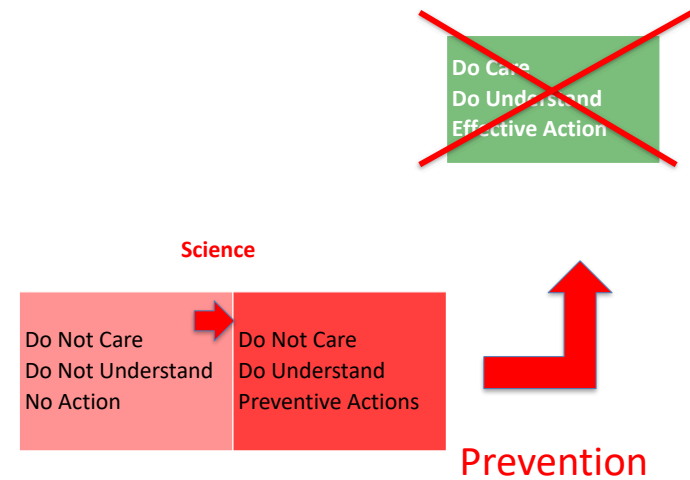 Do Care
Do Understand
Effective Action
Science
Do Not Care
Do Not Understand
No Action
Do Not Care
Do Understand
Preventive Actions
Prevention